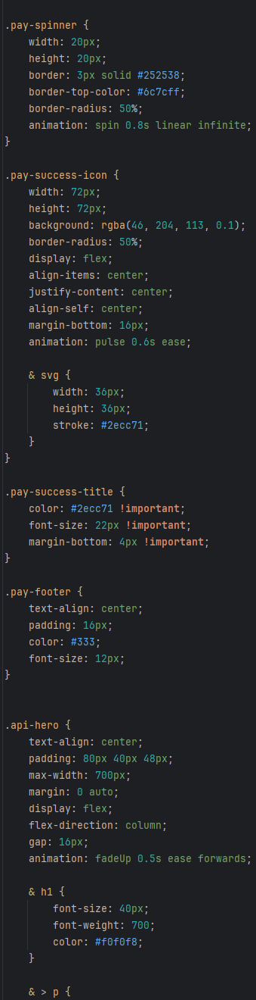 .pay-spinner {
    width: 20px;
    height: 20px;
    border: 3px solid #252538;
    border-top-color: #6c7cff;
    border-radius: 50%;
    animation: spin 0.8s linear infinite;
}

.pay-success-icon {
    width: 72px;
    height: 72px;
    background: rgba(46, 204, 113, 0.1);
    border-radius: 50%;
    display: flex;
    align-items: center;
    justify-content: center;
    align-self: center;
    margin-bottom: 16px;
    animation: pulse 0.6s ease;

    & svg {
        width: 36px;
        height: 36px;
        stroke: #2ecc71;
    }
}

.pay-success-title {
    color: #2ecc71 !important;
    font-size: 22px !important;
    margin-bottom: 4px !important;
}

.pay-footer {
    text-align: center;
    padding: 16px;
    color: #333;
    font-size: 12px;
}

.api-hero {
    text-align: center;
    padding: 80px 40px 48px;
    max-width: 700px;
    margin: 0 auto;
    display: flex;
    flex-direction: column;
    gap: 16px;
    animation: fadeUp 0.5s ease forwards;

    & h1 {
        font-size: 40px;
        font-weight: 700;
        color: #f0f0f8;
    }

    & > p {